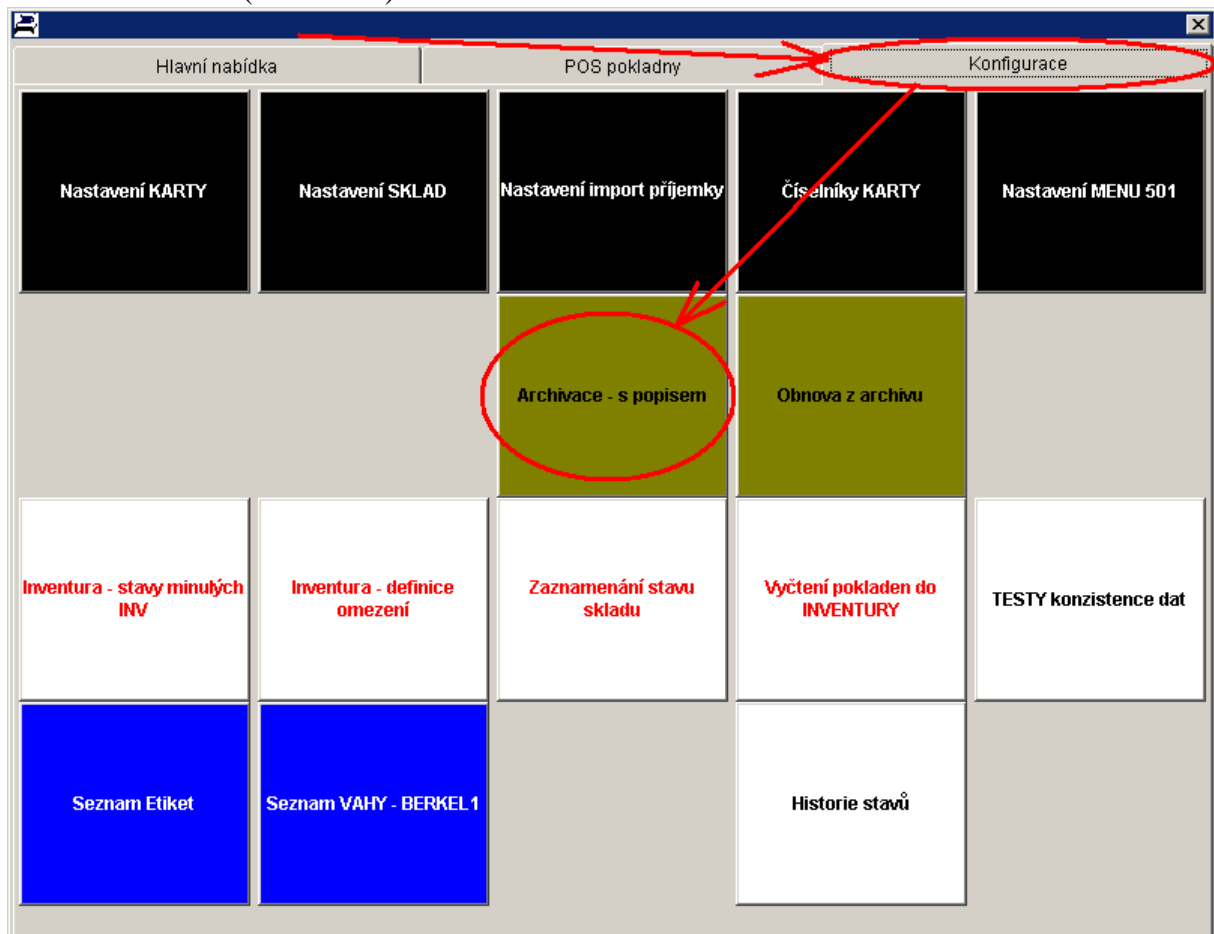 Hlavní nabídka
POS pokladny
Konfigurace
Nastavení KARTY
Nastavení SKLAD
Nastavení import příjemky
Číselníky KARTY
Nastavení MENU 501
Archivace - s popisem
Obnova z archivu
Inventura - stavy minulých
INV
Inventura - definice
omezení
Zaznamenání stavu
skladu
Vyčtení pokladen do
INVENTURY
TESTY konzistence dat
Seznam Etiket
Seznam VAHY - BERKEL1
Historie stavů